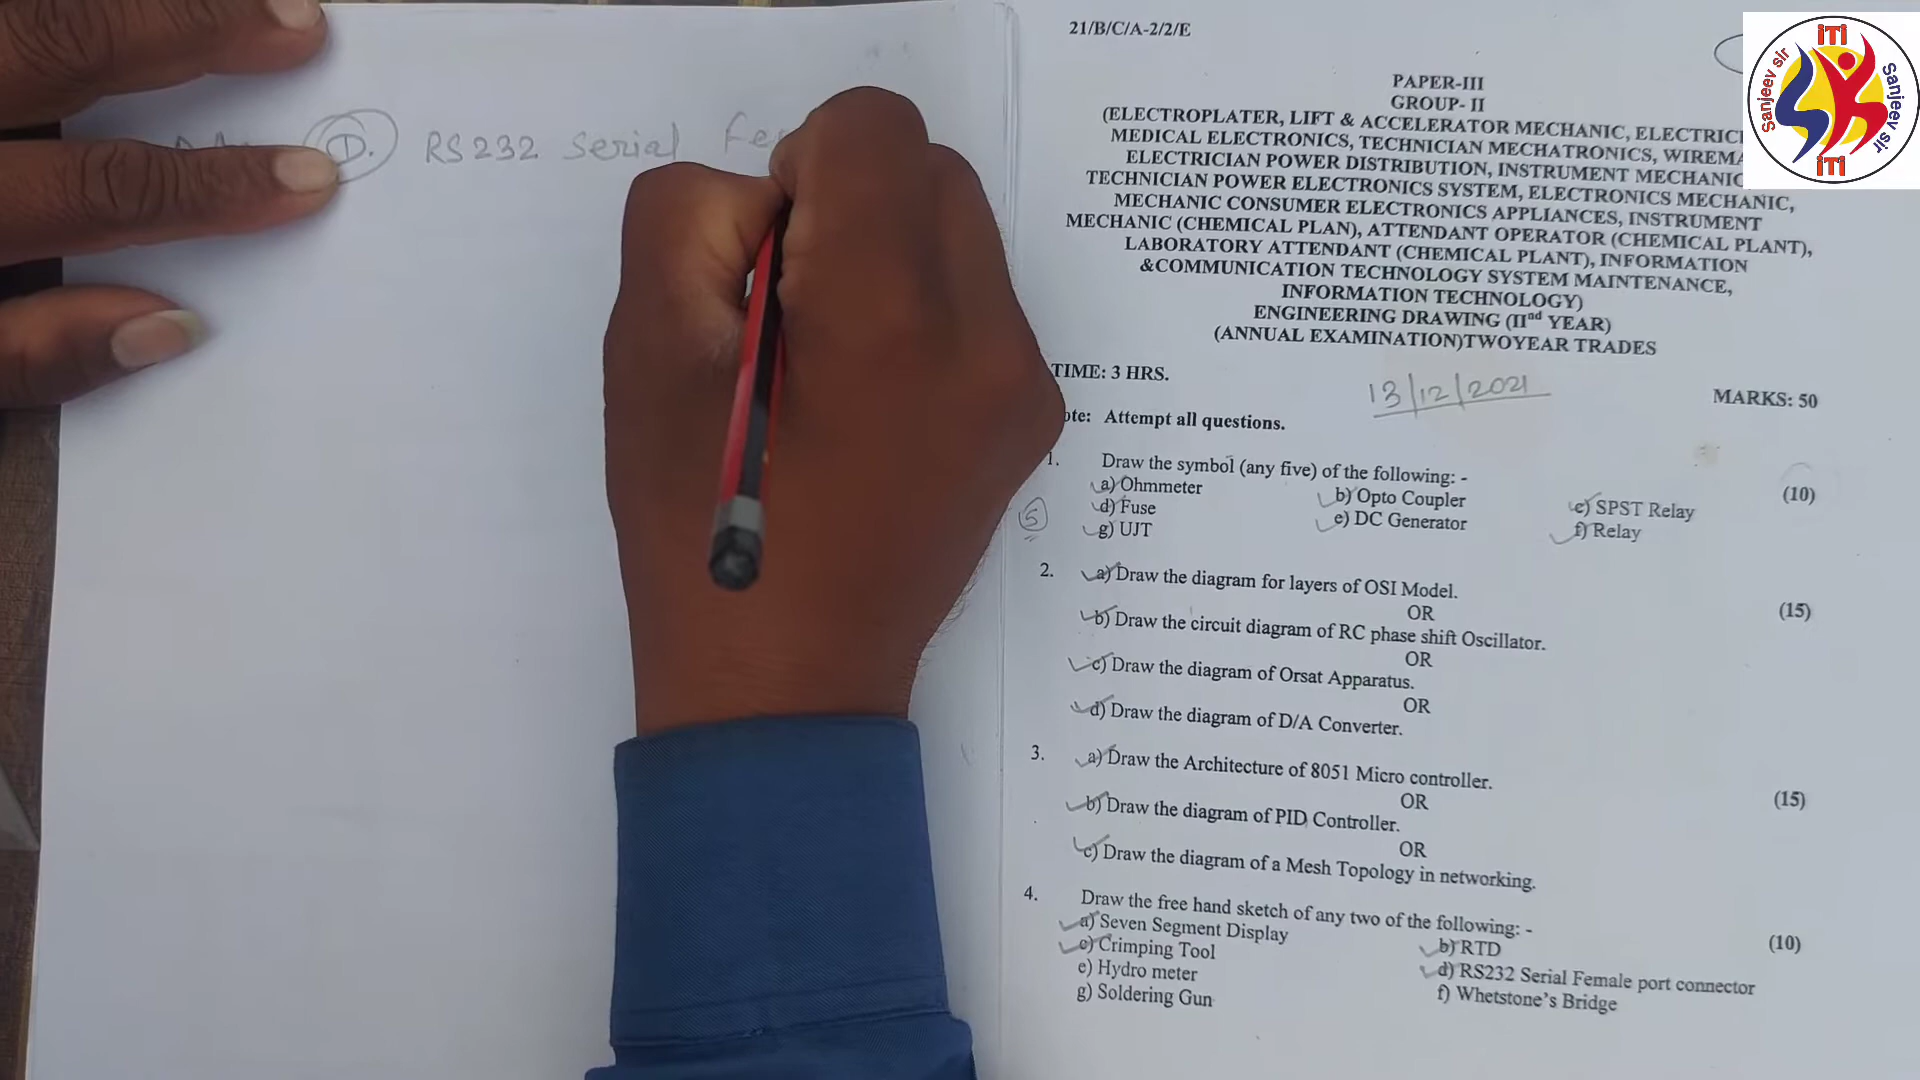 D. RS232 Serial Fe
21/B/C/A-2/2/E
PAPER-III
GROUP- II
(ELECTROPLATER, LIFT & ACCELERATOR MECHANIC,
MEDICAL ELECTRONICS, TECHNICIAN MECHATRONICS,
ELECTRICIAN POWER DISTRIBUTION, INSTRUMENT MECHANIC
TECHNICIAN POWER ELECTRONICS SYSTEM, ELECTRONICS MECHANIC,
MECHANIC CONSUMER ELECTRONICS APPLIANCES, INSTRUMENT
MECHANIC (CHEMICAL PLAN), ATTENDANT OPERATOR (CHEMICAL PLANT),
LABORATORY ATTENDANT (CHEMICAL PLANT), INFORMATION
&COMMUNICATION TECHNOLOGY SYSTEM MAINTENANCE,
INFORMATION TECHNOLOGY)
ENGINEERING DRAWING (IInd YEAR)
(ANNUAL EXAMINATION)TWOYEAR TRADES
TIME: 3 HRS. 13/12/2021 MARKS: 50
ote: Attempt all questions.
1. Draw the symbol (any five) of the following: - (10)
a) Ohmmeter b) Opto Coupler c) SPST Relay
5 d) Fuse e) DC Generator f) Relay
g) UJT
2. a) Draw the diagram for layers of OSI Model. (15)
OR
b) Draw the circuit diagram of RC phase shift Oscillator.
OR
c) Draw the diagram of Orsat Apparatus.
OR
d) Draw the diagram of D/A Converter.
3. a) Draw the Architecture of 8051 Micro controller. (15)
OR
b) Draw the diagram of PID Controller.
OR
c) Draw the diagram of a Mesh Topology in networking.
4. Draw the free hand sketch of any two of the following: - (10)
a) Seven Segment Display b) RTD
c) Crimping Tool d) RS232 Serial Female port connector
e) Hydro meter f) Whetstone's Bridge
g) Soldering Gun
iTi
Sanjeev sir
Sanjeev sir
iTi